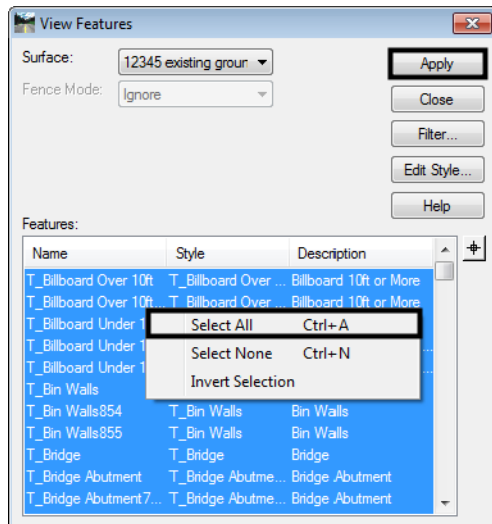 View Features
Surface: 12345 existing groun Apply
Fence Mode: Ignore Close
Filter...
Edit Style...
Help
Features:
Name Style Description
T_Billboard Over 10ft T_Billboard Over ... Billboard 10ft or More
T_Billboard Over 10ft... T_Billboard Over ... Billboard 10ft or More
T_Billboard Under 1
Select All Ctrl+A
T_Billboard Under 1
Select None Ctrl+N
T_Billboard Under 1
Invert Selection
T_Bin Walls
T_Bin Walls854 T_Bin Walls Bin Walls
T_Bin Walls855 T_Bin Walls Bin Walls
T_Bridge T_Bridge Bridge
T_Bridge Abutment T_Bridge Abutme... Bridge Abutment
T_Bridge Abutment7... T_Bridge Abutme... Bridge Abutment